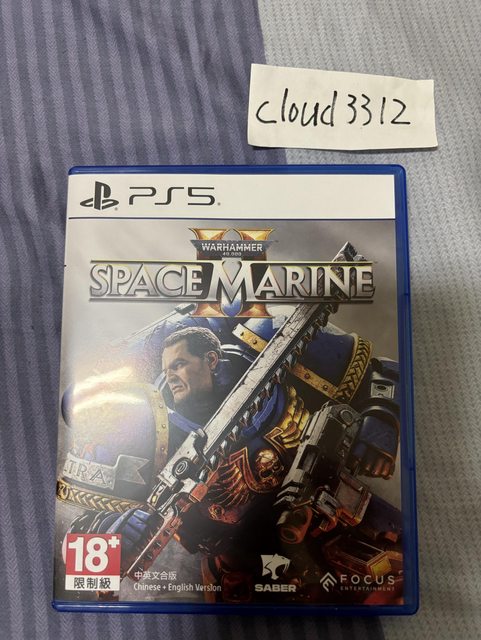 cloud3312
PS5
WARHAMMER
40,000
SPACE MARINE
II
TRA
18+
限制級
中英文合版
Chinese + English Version
SABER
FOCUS
ENTERTAINMENT